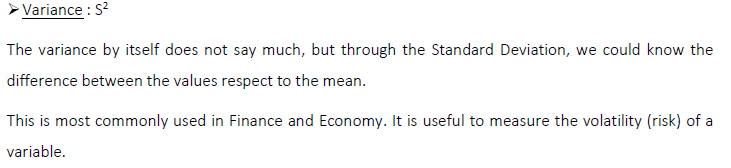 ➢ Variance : S²
The variance by itself does not say much, but through the Standard Deviation, we could know the
difference between the values respect to the mean.
This is most commonly used in Finance and Economy. It is useful to measure the volatility (risk) of a
variable.